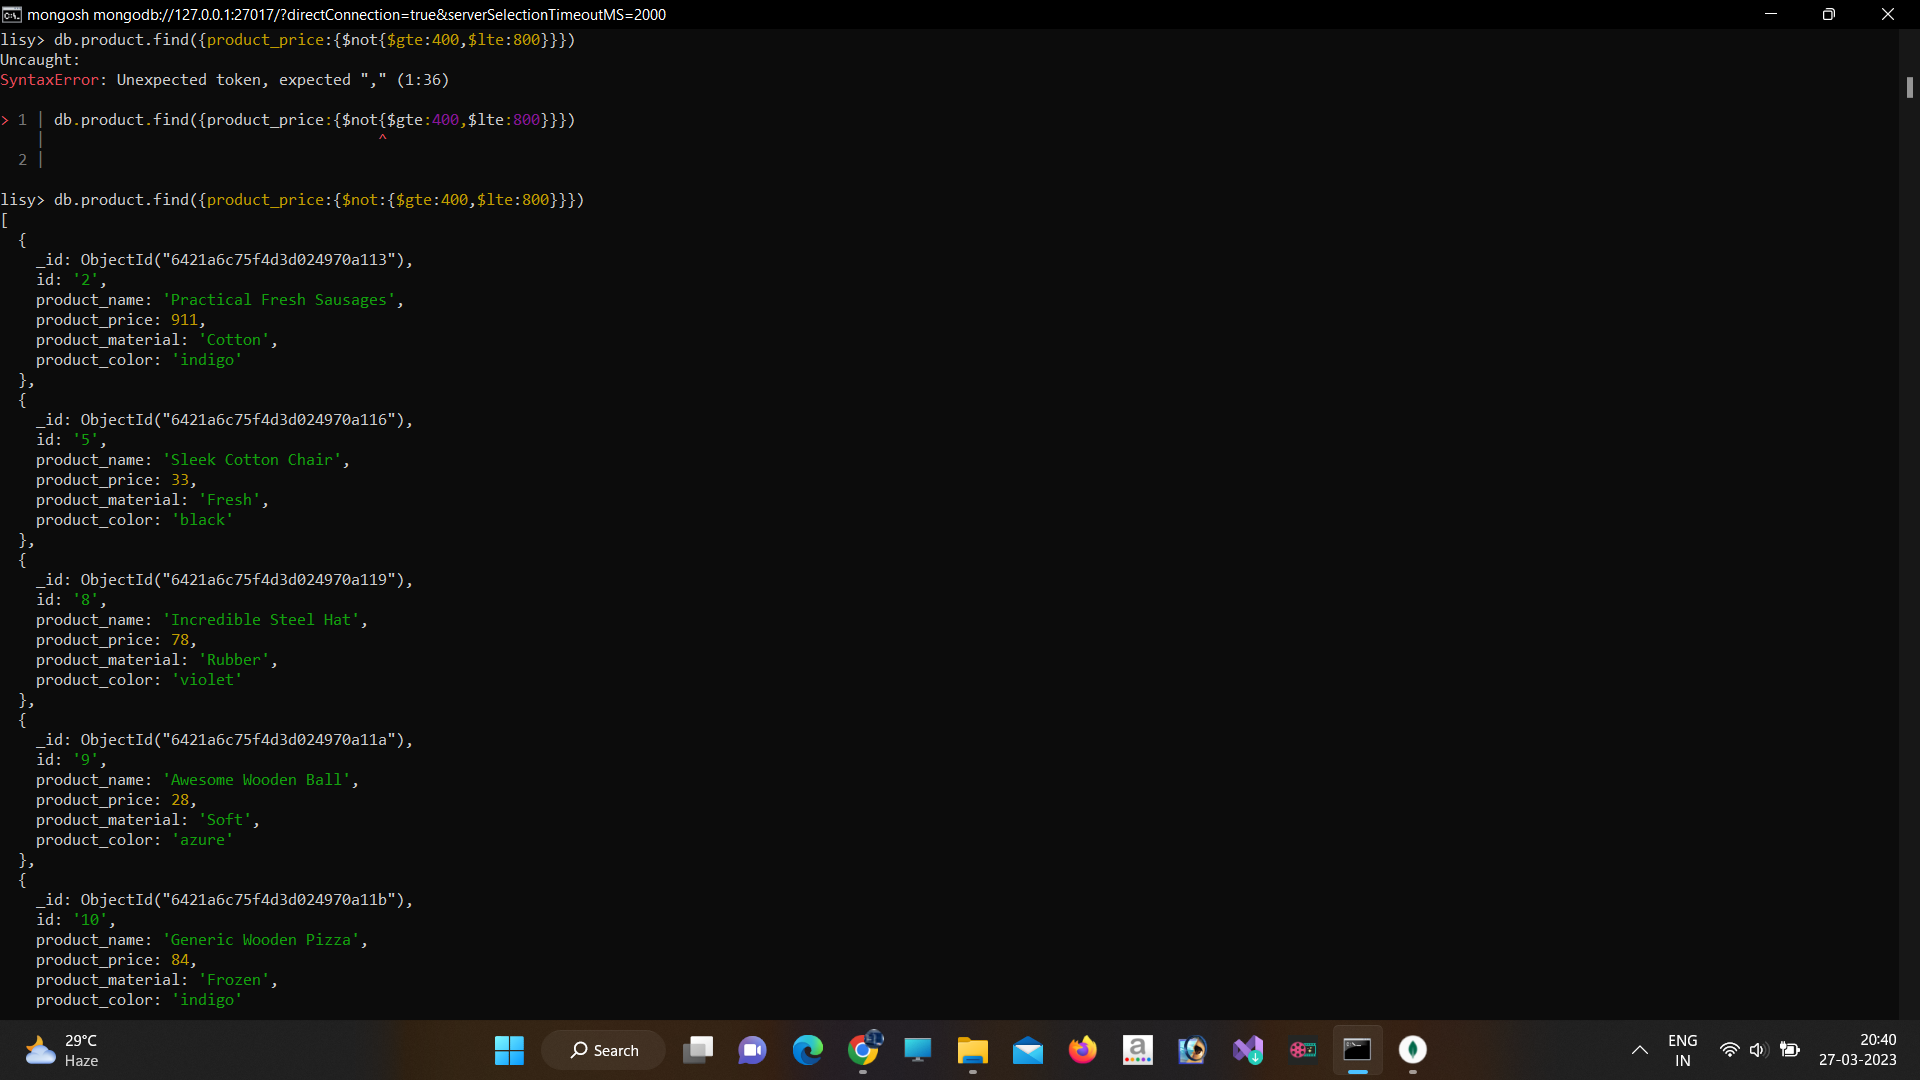 mongosh mongodb://127.0.0.1:27017/?directConnection=true&serverSelectionTimeoutMS=2000
lisy> db.product.find({product_price:{$not{$gte:400,$lte:800}}})
Uncaught:
SyntaxError: Unexpected token, expected "," (1:36)
> 1 | db.product.find({product_price:{$not{$gte:400,$lte:800}}})
| ^
2 |
lisy> db.product.find({product_price:{$not:{$gte:400,$lte:800}}})
[
{
_id: ObjectId("6421a6c75f4d3d024970a113"),
id: '2',
product_name: 'Practical Fresh Sausages',
product_price: 911,
product_material: 'Cotton',
product_color: 'indigo'
},
{
_id: ObjectId("6421a6c75f4d3d024970a116"),
id: '5',
product_name: 'Sleek Cotton Chair',
product_price: 33,
product_material: 'Fresh',
product_color: 'black'
},
{
_id: ObjectId("6421a6c75f4d3d024970a119"),
id: '8',
product_name: 'Incredible Steel Hat',
product_price: 78,
product_material: 'Rubber',
product_color: 'violet'
},
{
_id: ObjectId("6421a6c75f4d3d024970a11a"),
id: '9',
product_name: 'Awesome Wooden Ball',
product_price: 28,
product_material: 'Soft',
product_color: 'azure'
},
{
_id: ObjectId("6421a6c75f4d3d024970a11b"),
id: '10',
product_name: 'Generic Wooden Pizza',
product_price: 84,
product_material: 'Frozen',
product_color: 'indigo'
29°C
Haze
Search
ENG
IN
20:40
27-03-2023